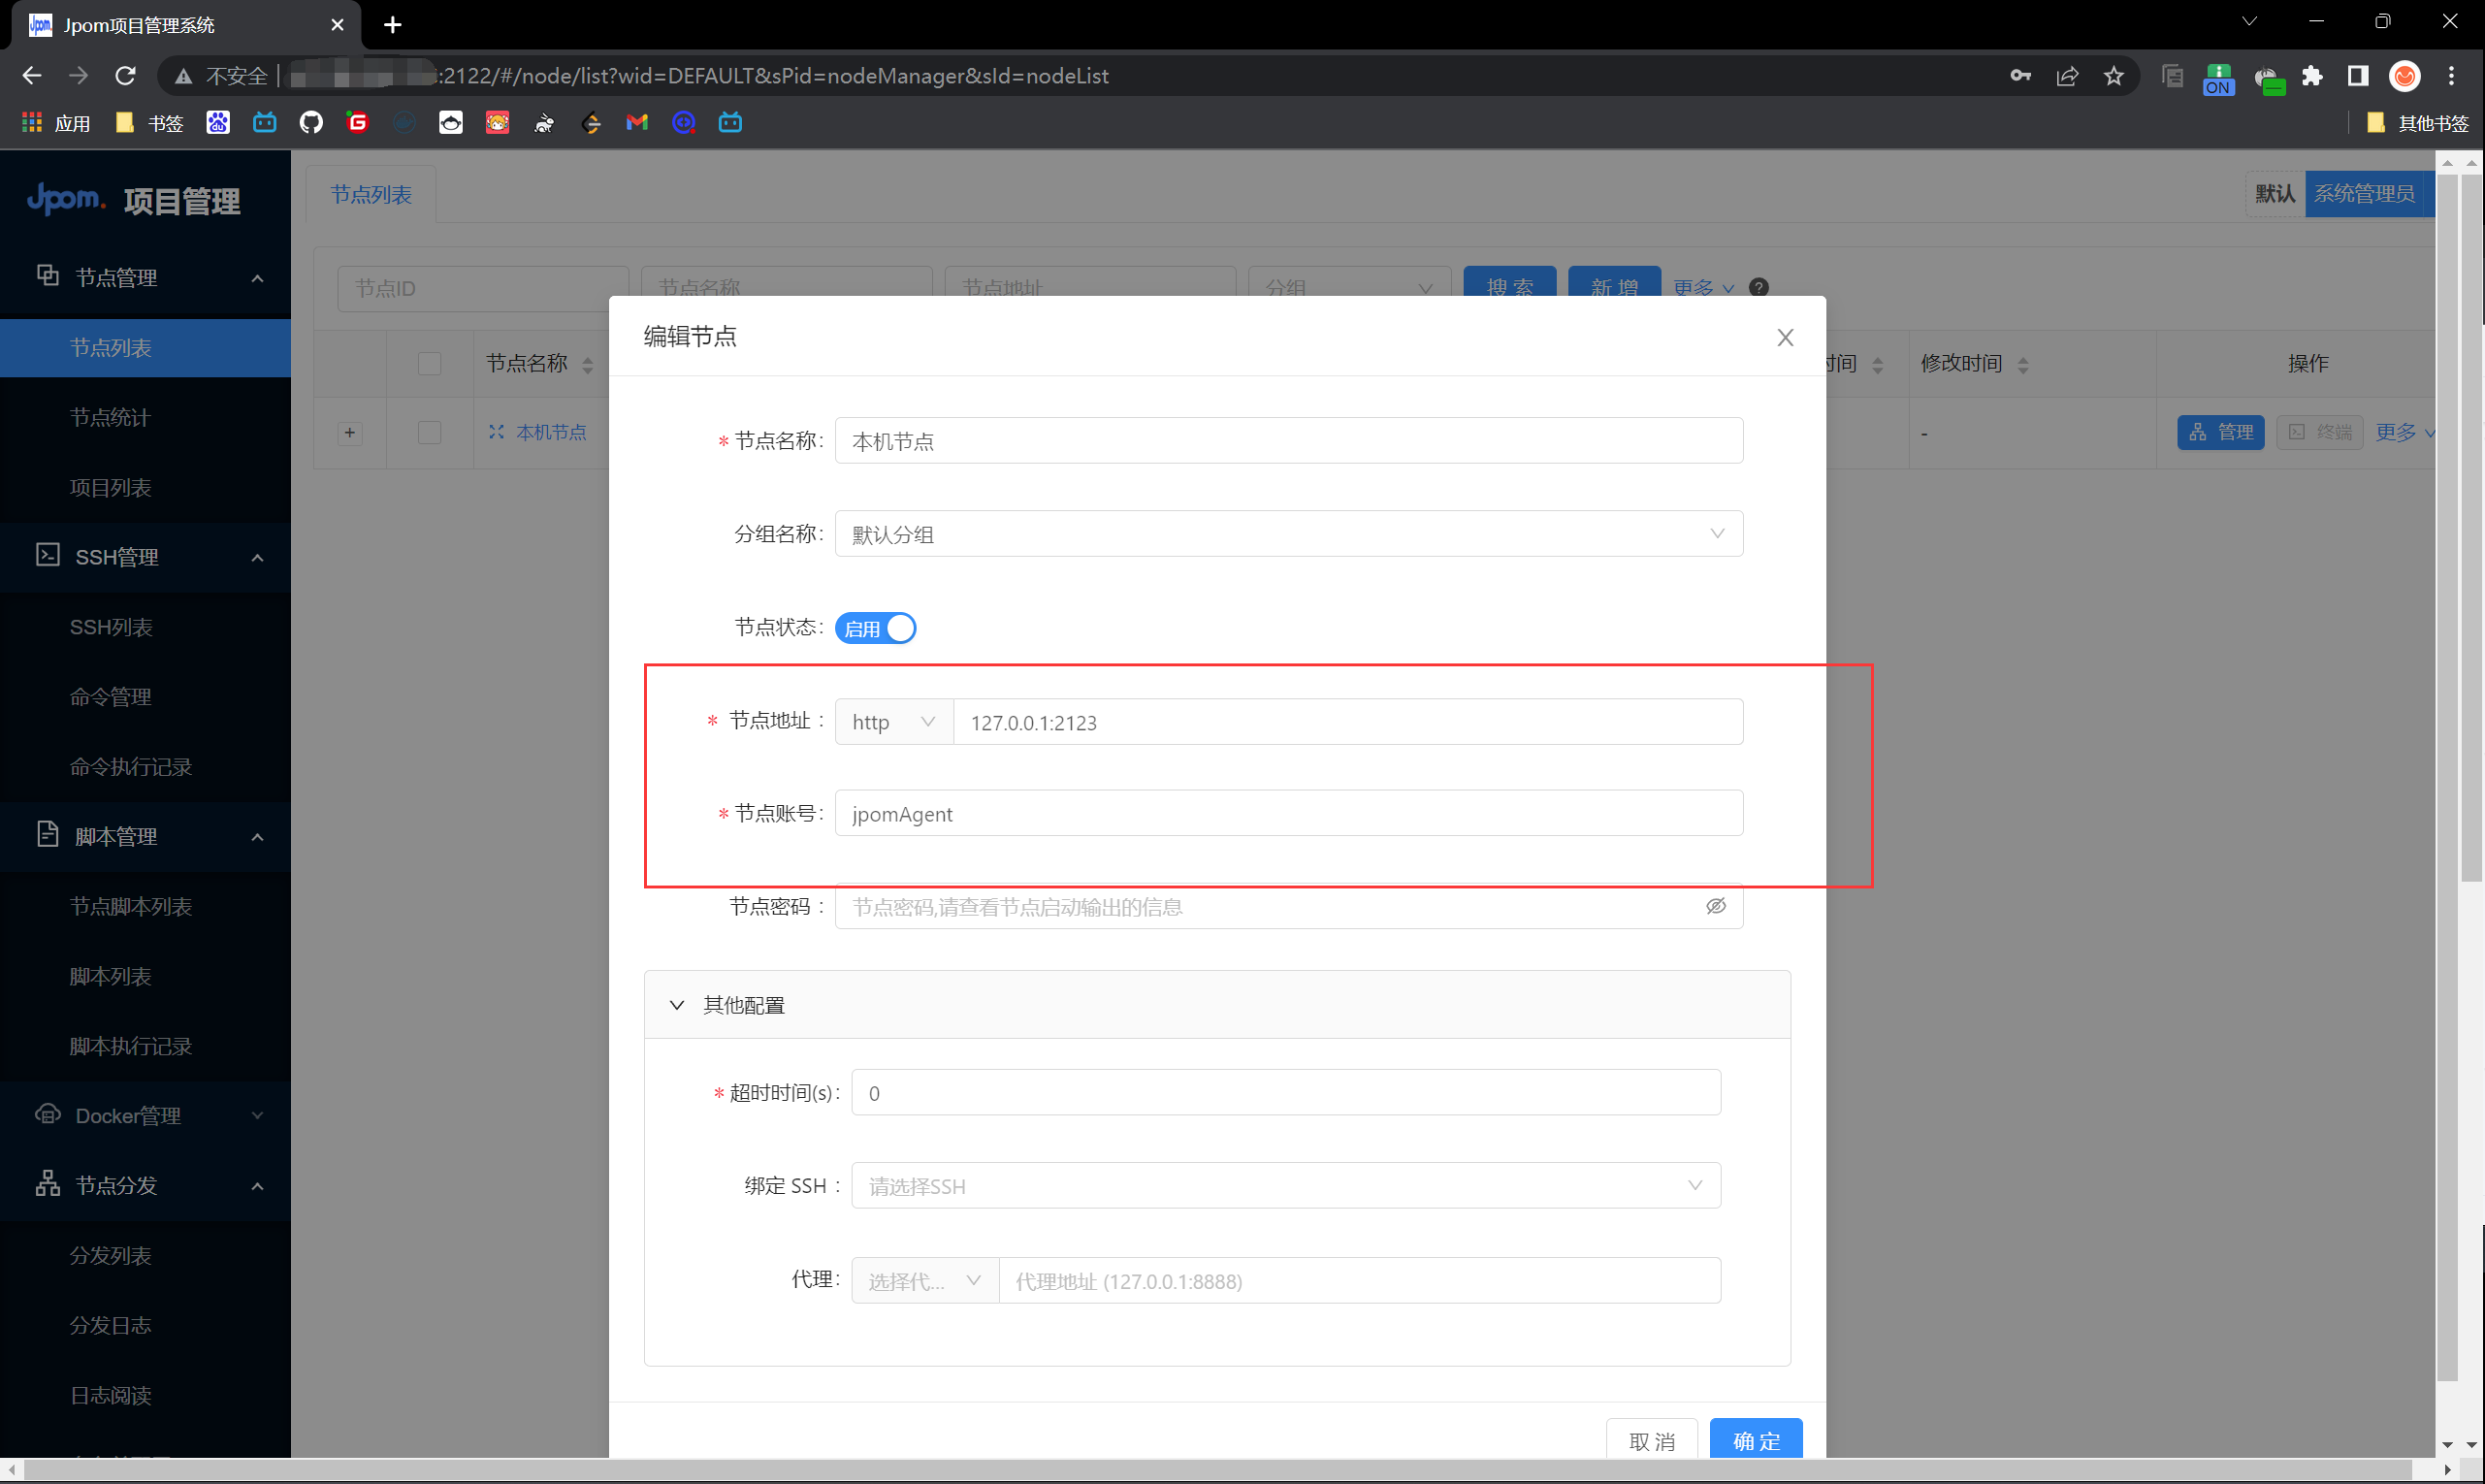 Jpom项目管理系统
不安全 :2122/#/node/list?wid=DEFAULT&sPid=nodeManager&sId=nodeList
ON
应用 书签 其他书签
Jpom. 项目管理
节点列表
默认 系统管理员
节点管理
节点ID 节点名称 节点地址 分组 搜索 新增 更多
节点列表
节点名称 时间 修改时间 操作
本机节点 - 管理 终端 更多
节点统计
项目列表
SSH管理
SSH列表
命令管理
命令执行记录
脚本管理
节点脚本列表
脚本列表
脚本执行记录
Docker管理
节点分发
分发列表
分发日志
日志阅读
编辑节点
* 节点名称: 本机节点
分组名称: 默认分组
节点状态: 启用
* 节点地址 : http 127.0.0.1:2123
* 节点账号: jpomAgent
节点密码 : 节点密码,请查看节点启动输出的信息
其他配置
* 超时时间(s): 0
绑定 SSH : 请选择SSH
代理: 选择代... 代理地址 (127.0.0.1:8888)
取消 确定